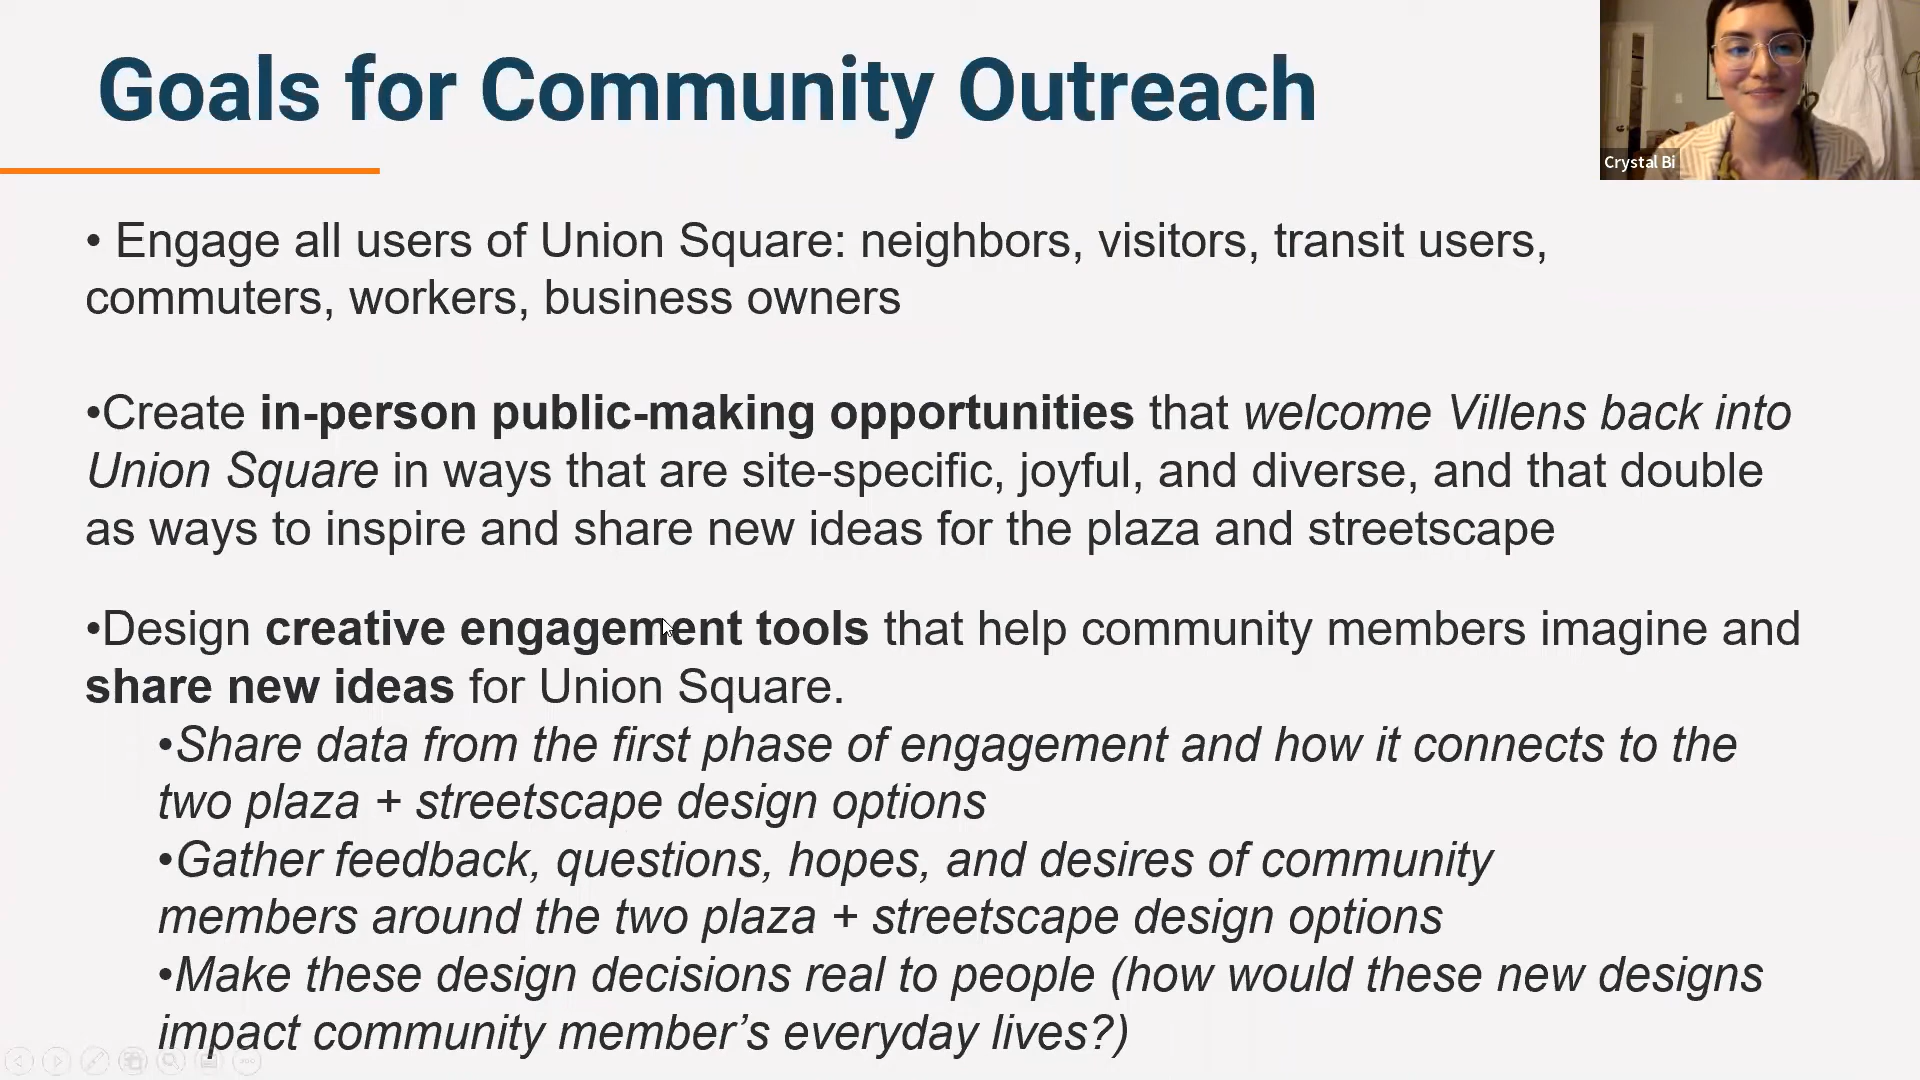 Goals for Community Outreach
Crystal Bi
• Engage all users of Union Square: neighbors, visitors, transit users,
commuters, workers, business owners
•Create in-person public-making opportunities that welcome Villens back into
Union Square in ways that are site-specific, joyful, and diverse, and that double
as ways to inspire and share new ideas for the plaza and streetscape
•Design creative engagement tools that help community members imagine and
share new ideas for Union Square.
•Share data from the first phase of engagement and how it connects to the
two plaza + streetscape design options
•Gather feedback, questions, hopes, and desires of community
members around the two plaza + streetscape design options
•Make these design decisions real to people (how would these new designs
impact community member’s everyday lives?)